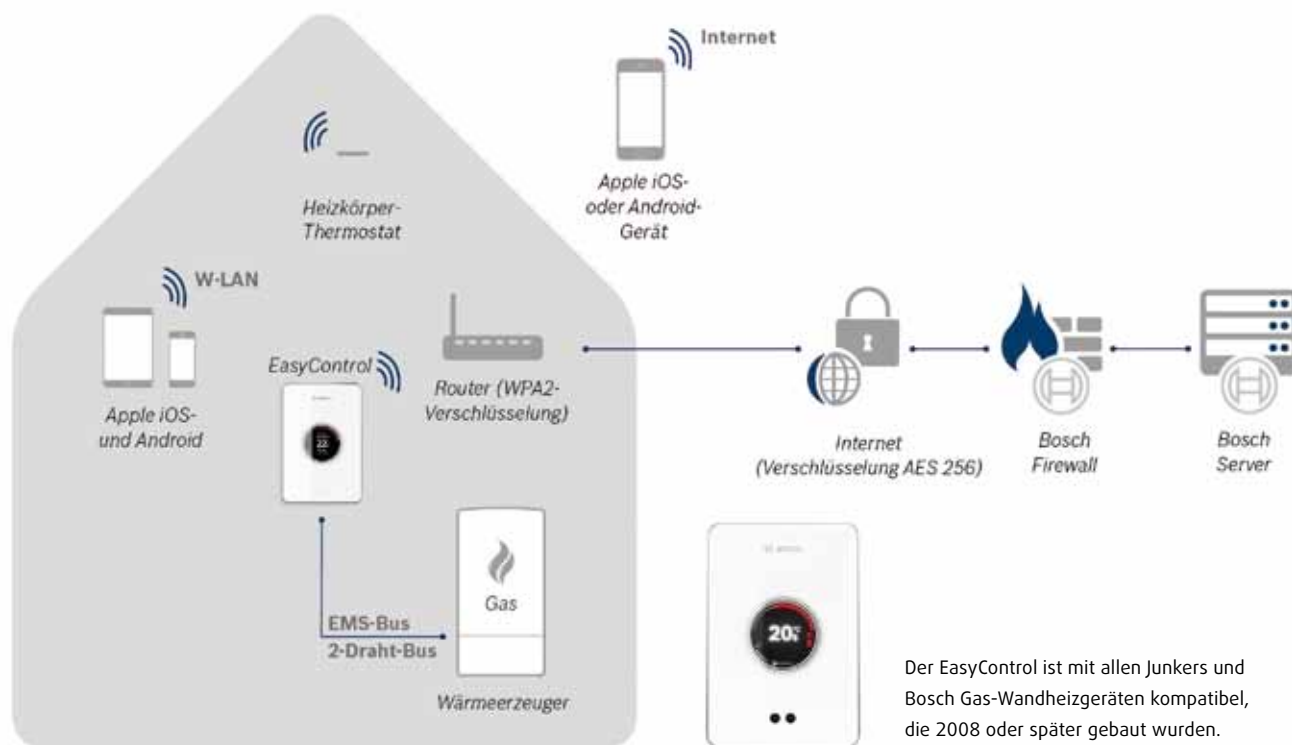 Internet
Apple iOS-
oder Android-
Gerät
Heizkörper-
Thermostat
W-LAN
Apple iOS-
und Android
EasyControl
Router (WPA2-
Verschlüsselung)
Internet
(Verschlüsselung AES 256)
Bosch
Firewall
Bosch
Server
Gas
EMS-Bus
2-Draht-Bus
Wärmeerzeuger
20
Der EasyControl ist mit allen Junkers und
Bosch Gas-Wandheizgeräten kompatibel,
die 2008 oder später gebaut wurden.